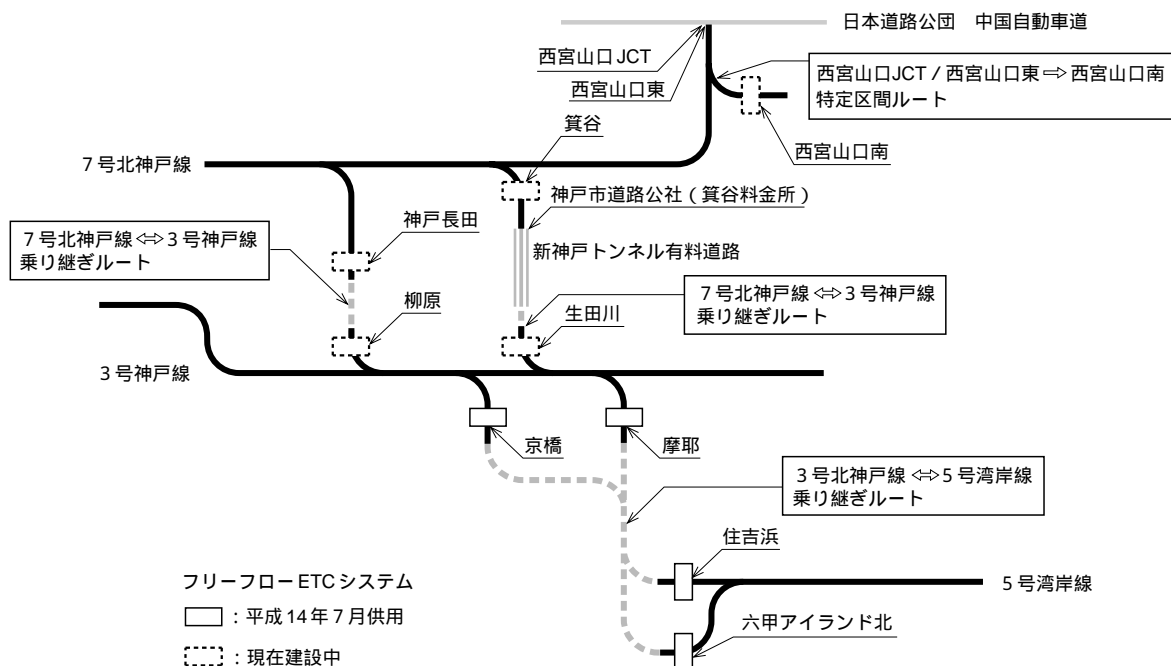 日本道路公団　中国自動車道
西宮山口 JCT
西宮山口東
西宮山口JCT / 西宮山口東 ⇨ 西宮山口南
特定区間ルート
箕谷
西宮山口南
7 号北神戸線
神戸市道路公社（箕谷料金所）
神戸長田
7 号北神戸線 ⇔ 3 号神戸線
乗り継ぎルート
新神戸トンネル有料道路
7 号北神戸線 ⇔ 3 号神戸線
乗り継ぎルート
柳原
生田川
3 号神戸線
京橋
摩耶
3 号北神戸線 ⇔ 5 号湾岸線
乗り継ぎルート
住吉浜
フリーフロー ETC システム
5 号湾岸線
：平成 14 年 7 月供用
六甲アイランド北
：現在建設中